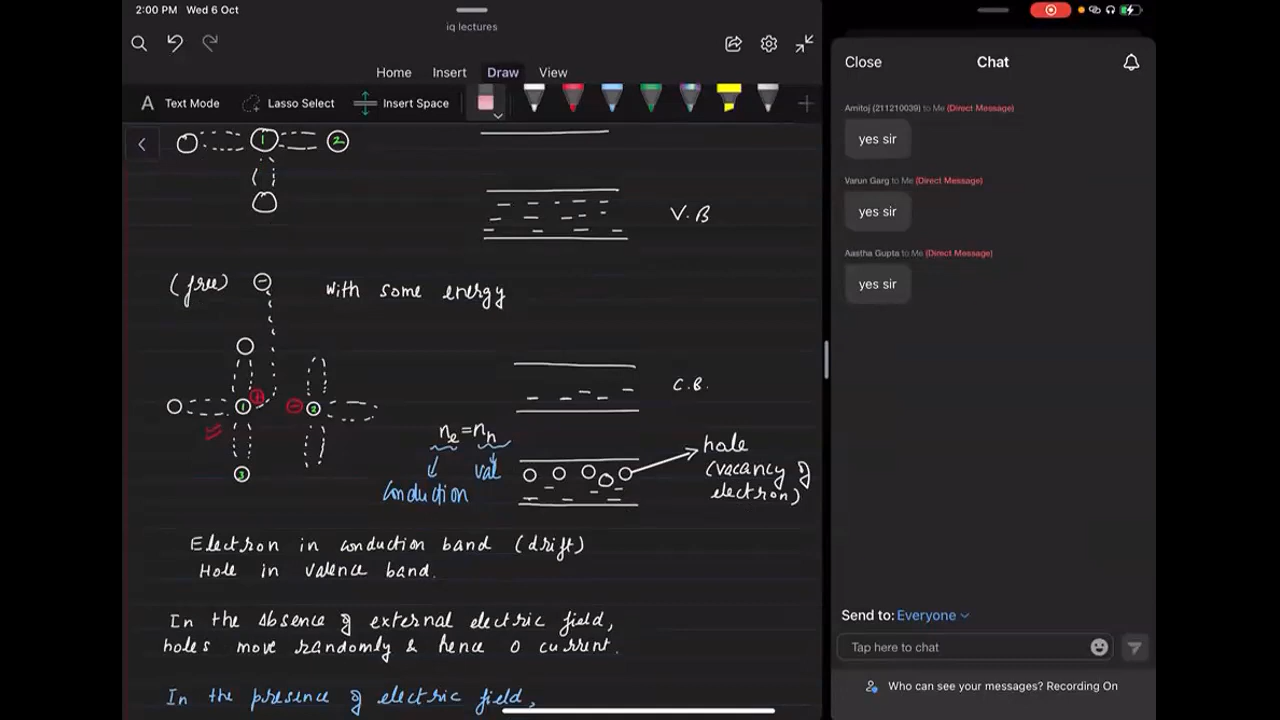 2:00 PM Wed 6 Oct
iq lectures
Home Insert Draw View
A Text Mode Lasso Select Insert Space
1 2
V.B
(free) − with some energy
C.B.
1 + − 2
ne = nh
Conduction val
3
hole
(vacancy of
electron)
Electron in conduction band (drift)
Hole in valence band.
In the absence of external electric field,
holes move randomly & hence 0 current.
In the presence of electric field,
Close Chat
Amitoj (211210039) to Me (Direct Message)
yes sir
Varun Garg to Me (Direct Message)
yes sir
Aastha Gupta to Me (Direct Message)
yes sir
Send to: Everyone
Tap here to chat
Who can see your messages? Recording On